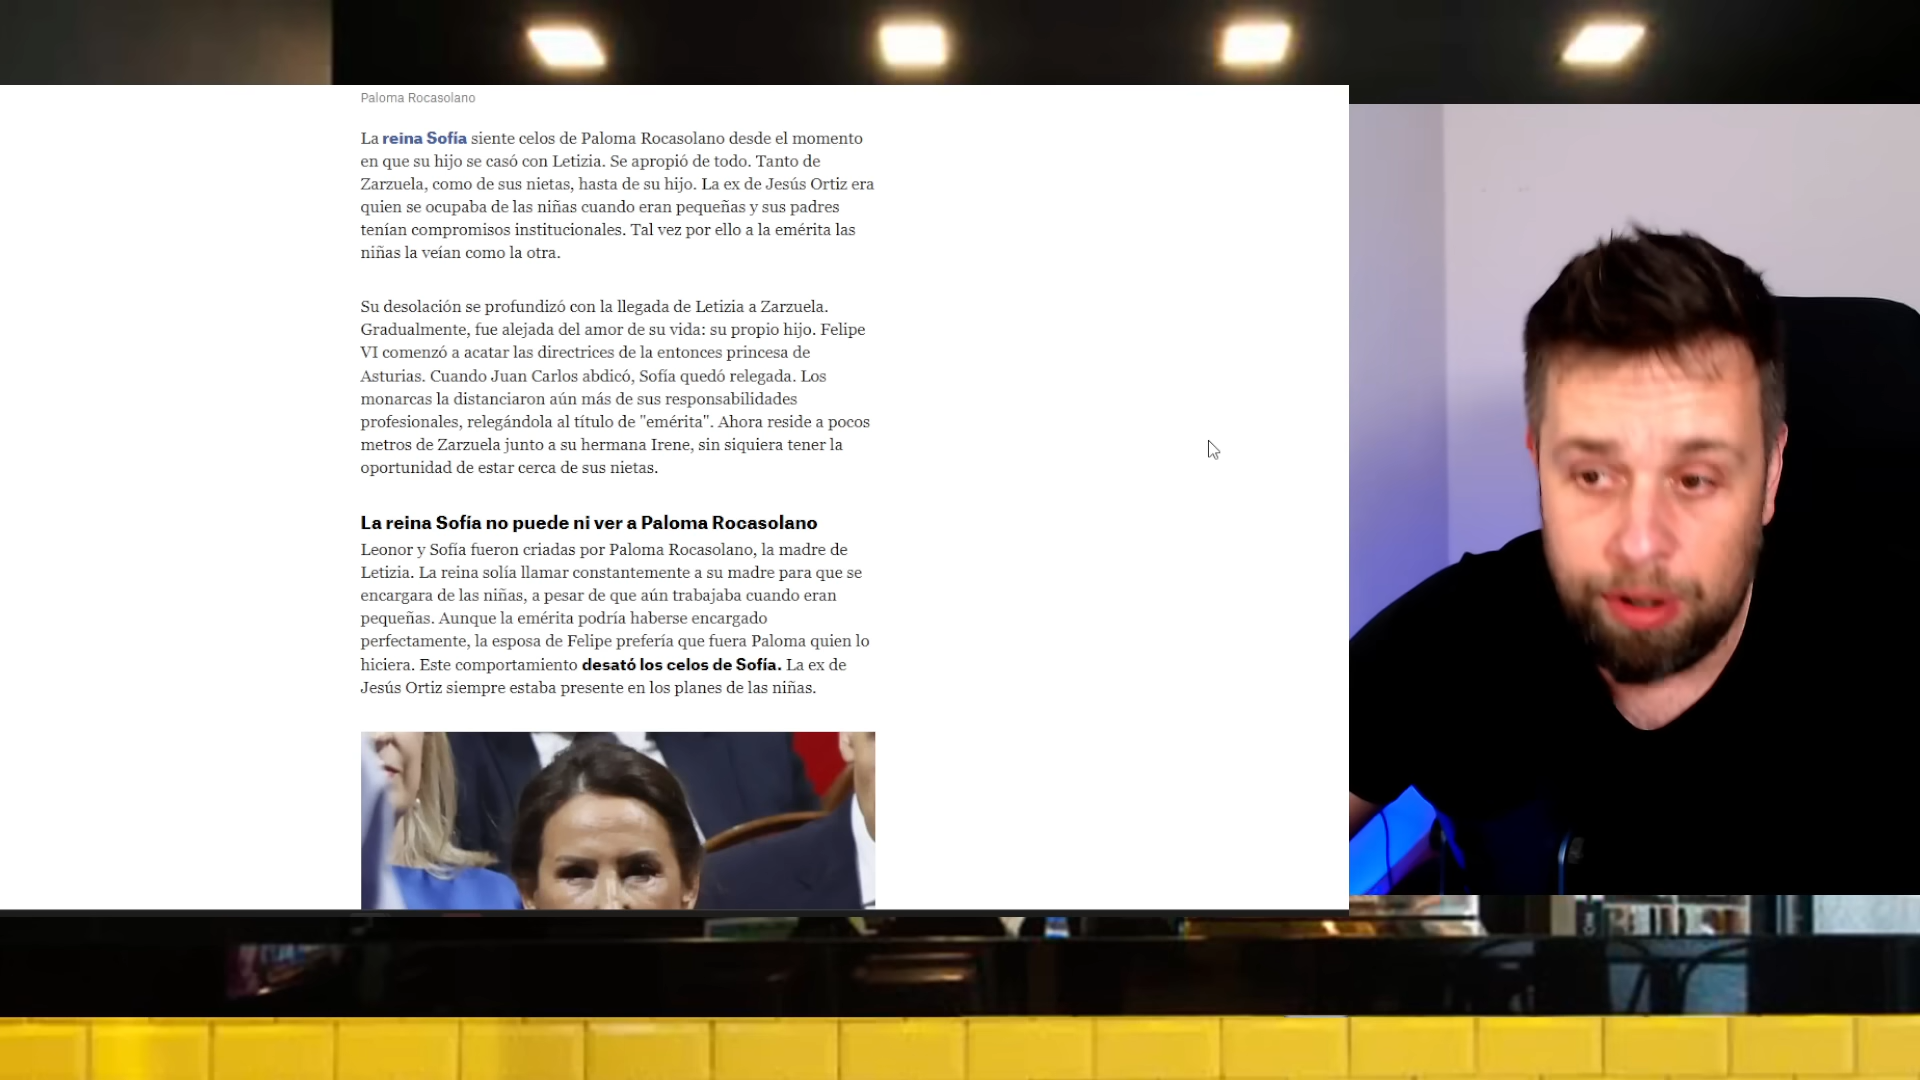 Paloma Rocasolano
La reina Sofía siente celos de Paloma Rocasolano desde el momento
en que su hijo se casó con Letizia. Se apropió de todo. Tanto de
Zarzuela, como de sus nietas, hasta de su hijo. La ex de Jesús Ortiz era
quien se ocupaba de las niñas cuando eran pequeñas y sus padres
tenían compromisos institucionales. Tal vez por ello a la emérita las
niñas la veían como la otra.
Su desolación se profundizó con la llegada de Letizia a Zarzuela.
Gradualmente, fue alejada del amor de su vida: su propio hijo. Felipe
VI comenzó a acatar las directrices de la entonces princesa de
Asturias. Cuando Juan Carlos abdicó, Sofía quedó relegada. Los
monarcas la distanciaron aún más de sus responsabilidades
profesionales, relegándola al título de "emérita". Ahora reside a pocos
metros de Zarzuela junto a su hermana Irene, sin siquiera tener la
oportunidad de estar cerca de sus nietas.
La reina Sofía no puede ni ver a Paloma Rocasolano
Leonor y Sofía fueron criadas por Paloma Rocasolano, la madre de
Letizia. La reina solía llamar constantemente a su madre para que se
encargara de las niñas, a pesar de que aún trabajaba cuando eran
pequeñas. Aunque la emérita podría haberse encargado
perfectamente, la esposa de Felipe prefería que fuera Paloma quien lo
hiciera. Este comportamiento desató los celos de Sofía. La ex de
Jesús Ortiz siempre estaba presente en los planes de las niñas.